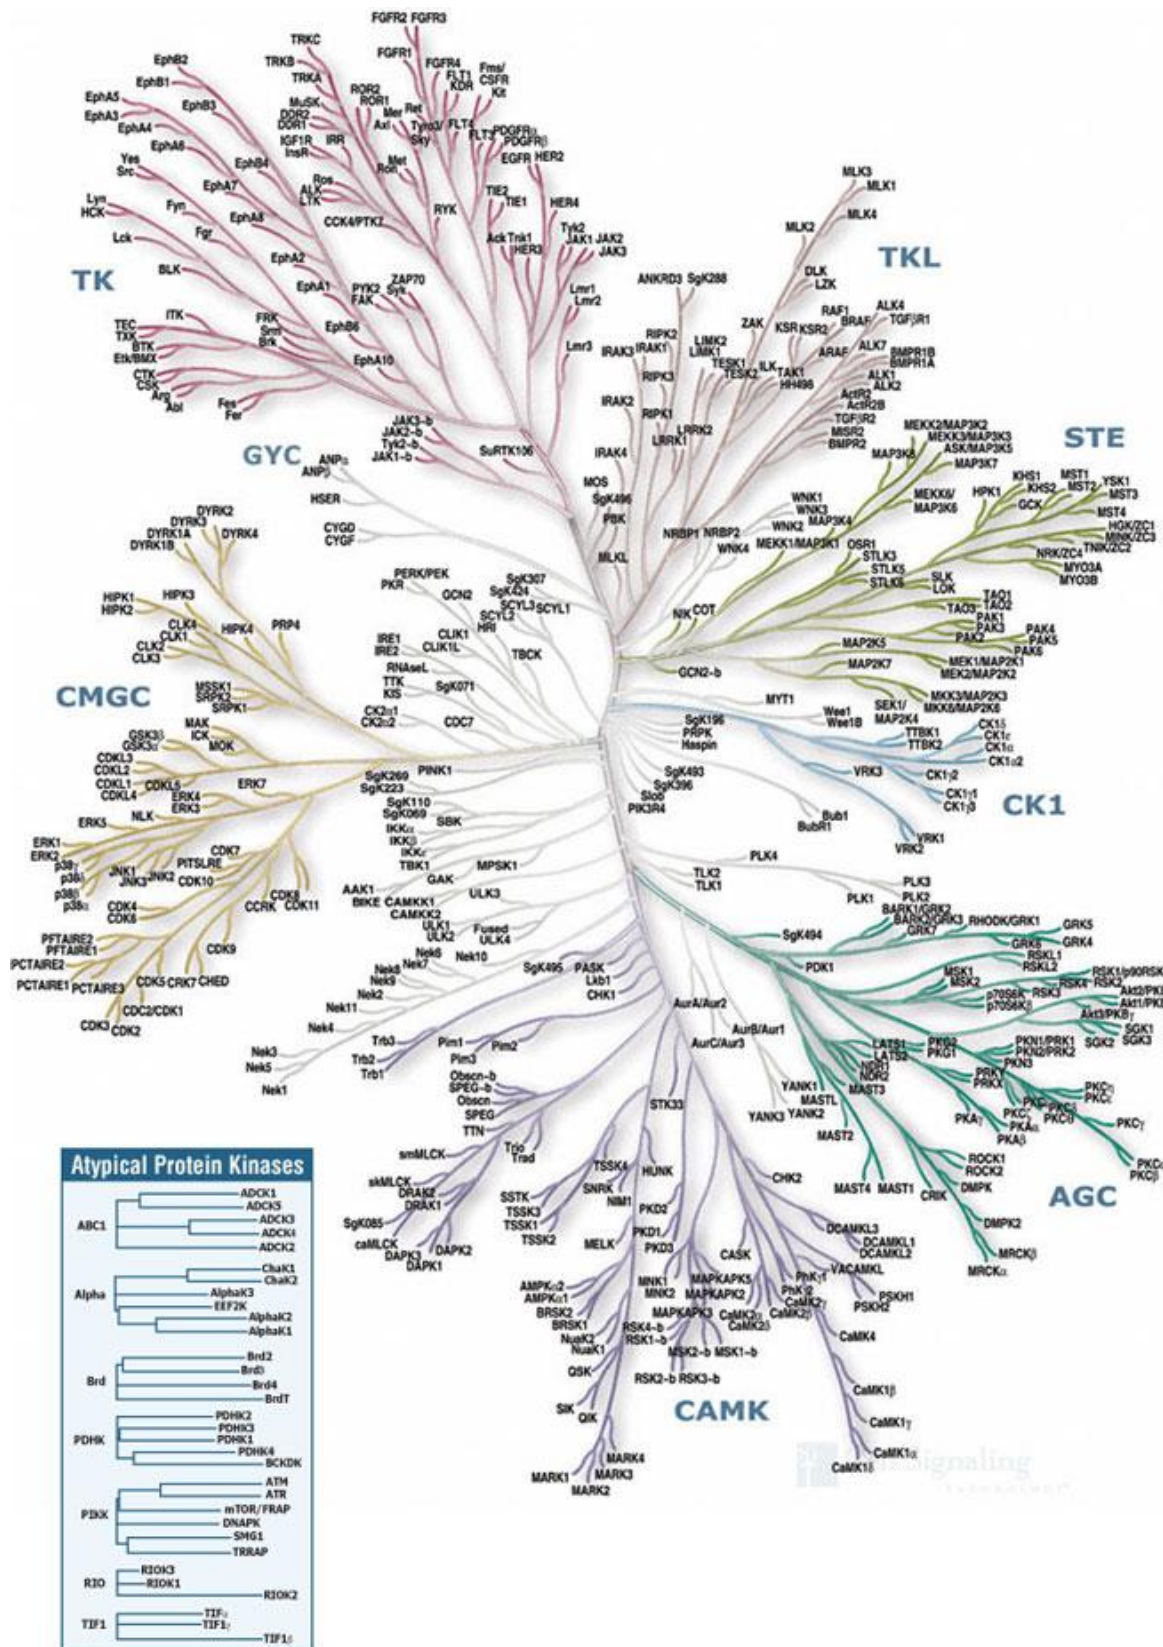 FGFR2 FGFR3
TRKC
FGFR1
EphB2
TRKB
FGFR4
Fms/
CSFR
EphB1
TRKA
FLT1
KDR
Kit
EphA5
EphB3
MuSK
ROR2
ROR1
Mer
Ret
EphA3
DDR2
DDR1
Axl
Tyro3/
Sky
FLT4
FLT3
PDGFRα
PDGFRβ
EphA4
IGF1R
IRR
InsR
EphA6
Met
Ron
EGFR
HER2
Yes
Src
EphB4
Ros
ALK
LTK
TIE2
TIE1
EphA7
Lyn
HCK
Fyn
CCK4/PTK7
RYK
HER4
EphA8
Fgr
Tyk2
JAK1
JAK2
JAK3
Lck
Ack
Tnk1
HER3
EphA2
BLK
ZAP70
Syk
EphA1
PYK2
FAK
TK
Lmr1
Lmr2
ITK
FRK
Srm
Brk
EphB6
TEC
TXK
BTK
Etk/BMX
Lmr3
EphA10
CTK
CSK
Arg
Abl
Fes
Fer
JAK3~b
JAK2~b
Tyk2~b
JAK1~b
SuRTK106
GYC
ANPα
ANPβ
HSER
CYGD
CYGF
MLK3
MLK1
MLK4
MLK2
TKL
ANKRD3
SgK288
DLK
LZK
ZAK
KSR
KSR2
RAF1
BRAF
ARAF
ALK4
TGFβR1
RIPK2
IRAK3
IRAK1
LIMK2
LIMK1
TESK1
TESK2
ILK
TAK1
HH498
ALK7
BMPR1B
BMPR1A
RIPK3
ALK1
ALK2
ActR2
ActR2B
TGFβR2
MISR2
BMPR2
IRAK2
RIPK1
LRRK1
LRRK2
IRAK4
MOS
SgK496
PBK
MLKL
NRBP1
NRBP2
WNK1
WNK3
WNK2
WNK4
STE
MEKK2/MAP3K2
MEKK3/MAP3K3
ASK/MAP3K5
MAP3K8
MAP3K7
MEKK6/
MAP3K6
MAP3K4
MEKK1/MAP3K1
KHS1
KHS2
MST1
MST2
YSK1
MST3
HPK1
GCK
MST4
HGK/ZC1
MINK/ZC3
TNIK/ZC2
NRK/ZC4
MYO3A
MYO3B
OSR1
STLK3
STLK5
STLK6
SLK
LOK
TAO1
TAO2
TAO3
NIK
COT
PAK1
PAK3
PAK2
PAK4
PAK5
PAK6
MAP2K5
MAP2K7
GCN2~b
MEK1/MAP2K1
MEK2/MAP2K2
SEK1/
MAP2K4
MKK3/MAP2K3
MKK6/MAP2K6
MYT1
Wee1
Wee1B
SgK196
PRPK
Haspin
TTBK1
TTBK2
CK1δ
CK1ε
CK1α
CK1α2
VRK3
CK1γ2
CK1γ1
CK1γ3
CK1
SgK493
SgK396
Slob
PIK3R4
Bub1
BubR1
VRK1
VRK2
PLK4
TLK2
TLK1
PLK3
PLK1
PLK2
DYRK2
DYRK3
DYRK1A
DYRK1B
DYRK4
PERK/PEK
PKR
GCN2
SgK307
SgK424
SCYL3
SCYL2
SCYL1
HRI
HIPK1
HIPK3
HIPK2
CLK4
CLK1
CLK2
CLK3
HIPK4
PRP4
IRE1
IRE2
CLIK1
CLIK1L
TBCK
RNAseL
TTK
KIS
SgK071
CMGC
MSSK1
SRPK2
SRPK1
CK2α1
CK2α2
CDC7
MAK
ICK
MOK
GSK3β
GSK3α
CDKL3
CDKL2
CDKL1
CDKL5
CDKL4
ERK7
ERK4
ERK3
NLK
ERK5
ERK1
ERK2
p38γ
p38δ
p38β
p38α
JNK1
JNK3
JNK2
PITSLRE
CDK7
CDK10
CDK4
CDK6
CCRK
CDK8
CDK11
PFTAIRE2
PFTAIRE1
PCTAIRE2
CDK9
PCTAIRE1
PCTAIRE3
CDK5
CRK7
CHED
CDC2/CDK1
CDK3
CDK2
PINK1
SgK269
SgK223
SgK110
SgK069
SBK
IKKα
IKKβ
IKKε
TBK1
MPSK1
GAK
AAK1
BIKE
CAMKK1
CAMKK2
ULK3
ULK1
ULK2
Fused
ULK4
Nek6
Nek7
Nek10
Nek8
Nek9
Nek2
Nek11
Nek4
Nek3
Nek5
Nek1
SgK495
PASK
Lkb1
CHK1
Trb3
Trb2
Trb1
Pim1
Pim2
Pim3
BARK1/GRK2
BARK2/GRK3
RHODK/GRK1
GRK5
GRK7
GRK6
GRK4
SgK494
PDK1
RSKL1
RSKL2
MSK1
MSK2
RSK1/p90RSK
RSK4
RSK2
RSK3
p70S6K
p70S6Kβ
Akt2/PKB
Akt1/PKB
Akt3/PKBγ
SGK1
SGK2
SGK3
LATS1
LATS2
NDR1
NDR2
MAST3
PKG2
PKG1
PKN1/PRK1
PKN2/PRK2
PKN3
PRKY
PRKX
PKAγ
PKAα
PKAβ
PKCγ
AGC
AurA/Aur2
AurB/Aur1
AurC/Aur3
YANK1
YANK2
YANK3
MASTL
MAST2
MAST4
MAST1
ROCK1
ROCK2
DMPK
CRIK
DMPK2
MRCKβ
MRCKα
Obscn~b
SPEG~b
Obscn
SPEG
TTN
STK33
smMLCK
Trio
Trad
TSSK4
HUNK
CHK2
skMLCK
DRAK2
DRAK1
SSTK
SNRK
NIM1
TSSK3
TSSK1
TSSK2
SgK085
caMLCK
DAPK3
DAPK2
DAPK1
PKD2
PKD1
PKD3
MELK
DCAMKL3
DCAMKL1
DCAMKL2
CASK
VACAMKL
AMPKα2
AMPKα1
BRSK2
BRSK1
NuaK2
NuaK1
MNK1
MNK2
MAPKAPK5
MAPKAPK2
MAPKAPK3
PhKγ1
PhKγ2
PSKH1
PSKH2
CaMK2γ
CaMK2α
CaMK2β
CaMK2δ
CaMK4
RSK4~b
RSK1~b
MSK2~b
MSK1~b
RSK2~b
RSK3~b
QSK
SIK
QIK
CaMK1β
CaMK1γ
CaMK1α
CaMK1δ
CAMK
MARK4
MARK1
MARK3
MARK2
Signaling
Atypical Protein Kinases
ABC1
ADCK1
ADCK5
ADCK3
ADCK4
ADCK2
Alpha
ChaK1
ChaK2
AlphaK3
EEF2K
AlphaK2
AlphaK1
Brd
Brd2
Brd3
Brd4
BrdT
PDHK
PDHK2
PDHK3
PDHK1
PDHK4
BCKDK
PIKK
ATM
ATR
mTOR/FRAP
DNAPK
SMG1
TRRAP
RIO
RIOK3
RIOK1
RIOK2
TIF1
TIFα
TIF1γ
TIF1β